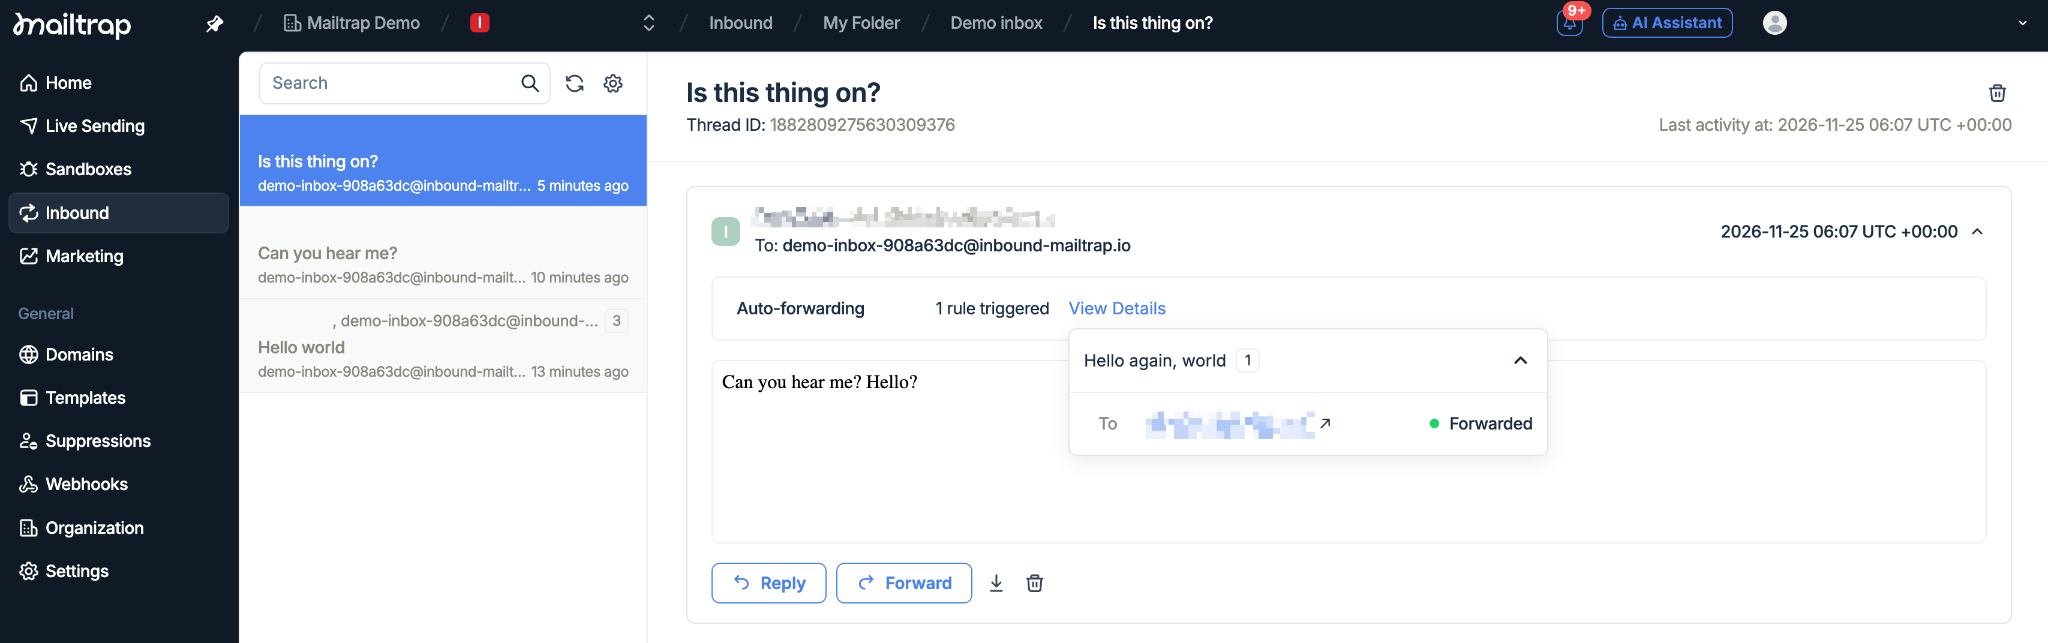 mailtrap
/ Mailtrap Demo / I / Inbound / My Folder / Demo inbox / Is this thing on?
9+
AI Assistant
Home
Live Sending
Sandboxes
Inbound
Marketing
General
Domains
Templates
Suppressions
Webhooks
Organization
Settings
Search
Is this thing on?
demo-inbox-908a63dc@inbound-mailtr... 5 minutes ago
Can you hear me?
demo-inbox-908a63dc@inbound-mailt... 10 minutes ago
, demo-inbox-908a63dc@inbound-... 3
Hello world
demo-inbox-908a63dc@inbound-mailt... 13 minutes ago
Is this thing on?
Thread ID: 1882809275630309376
Last activity at: 2026-11-25 06:07 UTC +00:00
I
To: demo-inbox-908a63dc@inbound-mailtrap.io
2026-11-25 06:07 UTC +00:00
Auto-forwarding 1 rule triggered View Details
Hello again, world 1
To Forwarded
Can you hear me? Hello?
Reply Forward